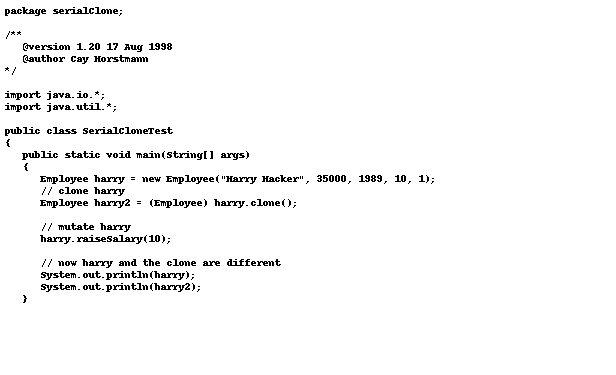 package serialClone;

/**
   @version 1.20 17 Aug 1998
   @author Cay Horstmann
*/

import java.io.*;
import java.util.*;

public class SerialCloneTest
{
   public static void main(String[] args)
   {
      Employee harry = new Employee("Harry Hacker", 35000, 1989, 10, 1);
      // clone harry
      Employee harry2 = (Employee) harry.clone();

      // mutate harry
      harry.raiseSalary(10);

      // now harry and the clone are different
      System.out.println(harry);
      System.out.println(harry2);
   }